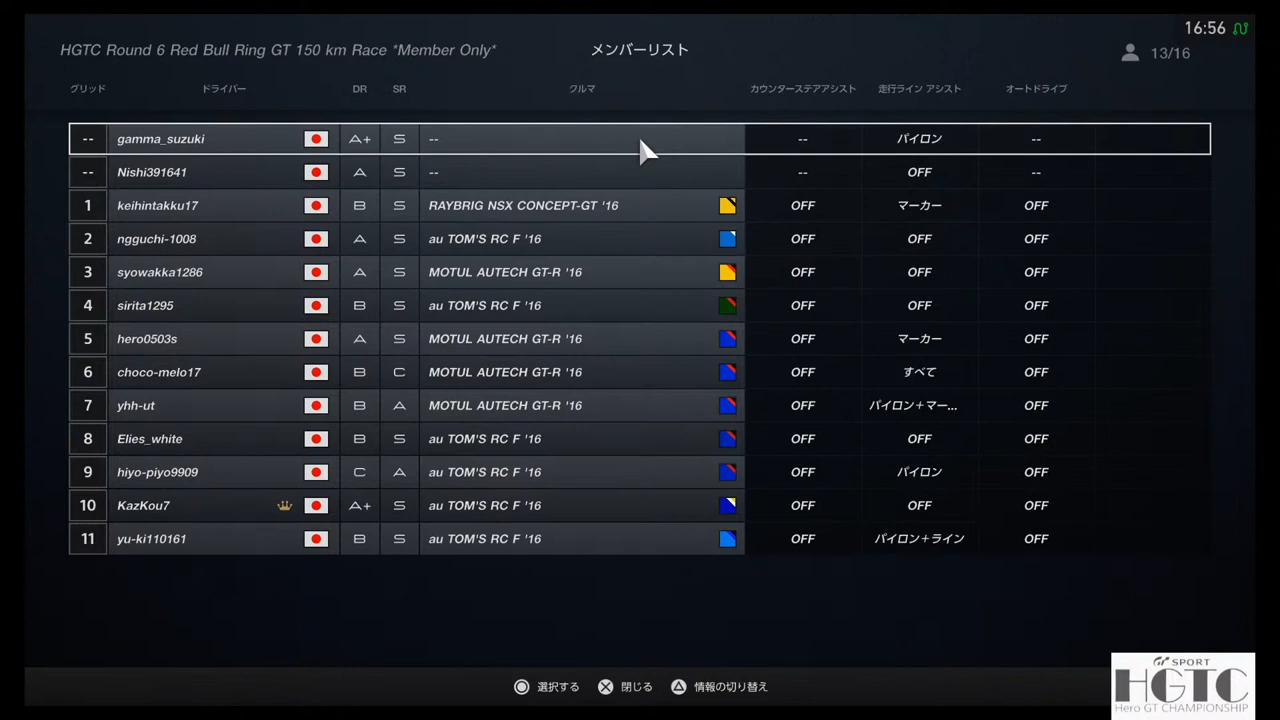 16:56
HGTC Round 6 Red Bull Ring GT 150 km Race *Member Only* メンバーリスト 13/16
グリッド ドライバー DR SR クルマ カウンターステアアシスト 走行ライン アシスト オートドライブ
-- gamma_suzuki A+ S -- -- パイロン --
-- Nishi391641 A S -- -- OFF --
1 keihintakku17 B S RAYBRIG NSX CONCEPT-GT '16 OFF マーカー OFF
2 ngguchi-1008 A S au TOM'S RC F '16 OFF OFF OFF
3 syowakka1286 A S MOTUL AUTECH GT-R '16 OFF OFF OFF
4 sirita1295 B S au TOM'S RC F '16 OFF OFF OFF
5 hero0503s A S MOTUL AUTECH GT-R '16 OFF マーカー OFF
6 choco-melo17 B C MOTUL AUTECH GT-R '16 OFF すべて OFF
7 yhh-ut B A MOTUL AUTECH GT-R '16 OFF パイロン+マー... OFF
8 Elies_white B S au TOM'S RC F '16 OFF OFF OFF
9 hiyo-piyo9909 C A au TOM'S RC F '16 OFF パイロン OFF
10 KazKou7 A+ S au TOM'S RC F '16 OFF OFF OFF
11 yu-ki110161 B S au TOM'S RC F '16 OFF パイロン+ライン OFF
選択する 閉じる 情報の切り替え
GT SPORT
HGTC
Hero GT CHAMPIONSHIP